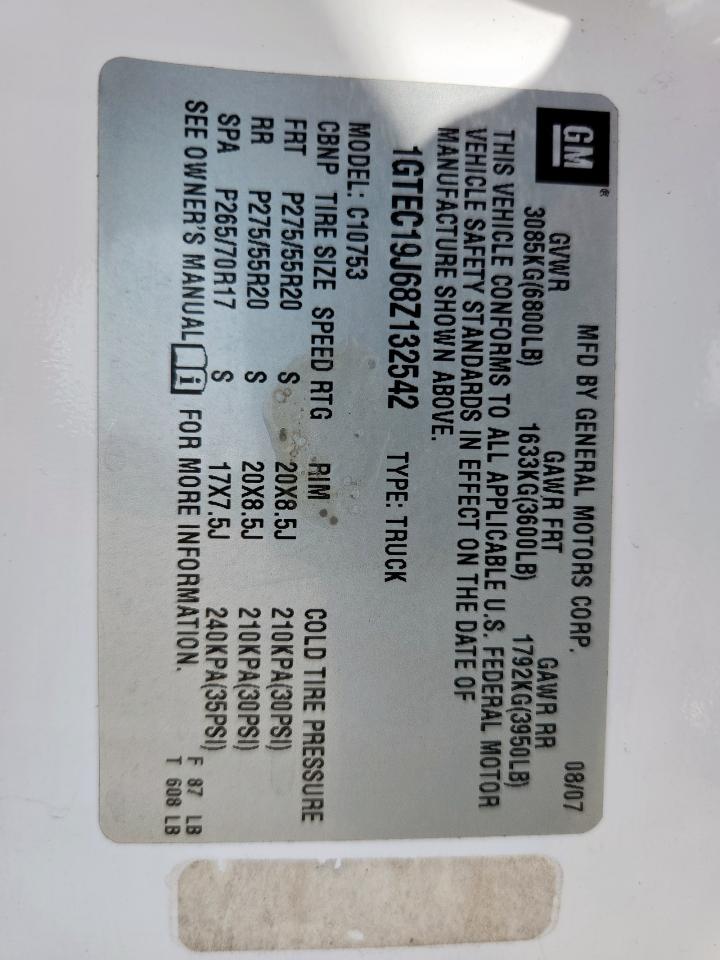 GM®
MFD BY GENERAL MOTORS CORP. 08/07
GVWR GAWR FRT GAWR RR
3085KG(6800LB) 1633KG(3600LB) 1792KG(3950LB)
THIS VEHICLE CONFORMS TO ALL APPLICABLE U.S. FEDERAL MOTOR
VEHICLE SAFETY STANDARDS IN EFFECT ON THE DATE OF
MANUFACTURE SHOWN ABOVE.
1GTEC19J68Z132542 TYPE: TRUCK
MODEL: C10753
CBNP TIRE SIZE SPEED RTG RIM COLD TIRE PRESSURE
FRT P275/55R20 S 20X8.5J 210KPA(30PSI)
RR P275/55R20 S 20X8.5J 210KPA(30PSI)
SPA P265/70R17 S 17X7.5J 240KPA(35PSI)
SEE OWNER'S MANUAL i FOR MORE INFORMATION.
F 87 LB
T 608 LB